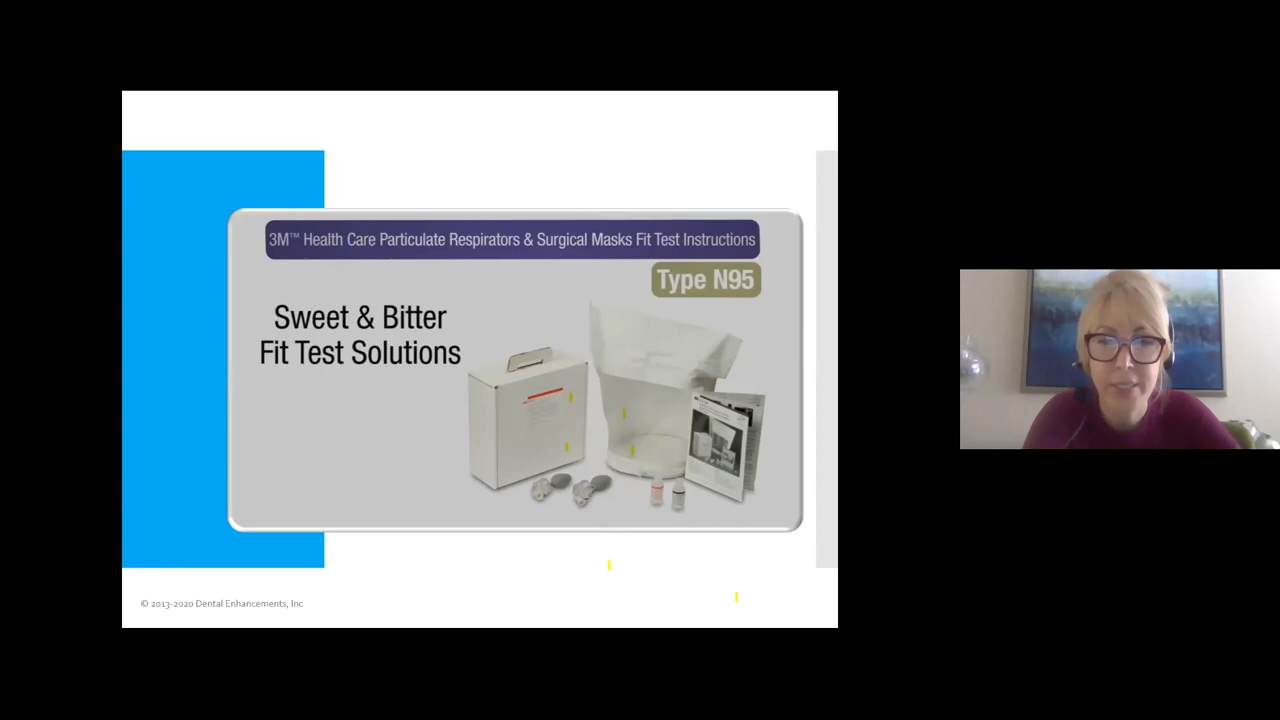 3M™ Health Care Particulate Respirators & Surgical Masks Fit Test Instructions
Type N95
Sweet & Bitter
Fit Test Solutions
© 2013-2020 Dental Enhancements, Inc